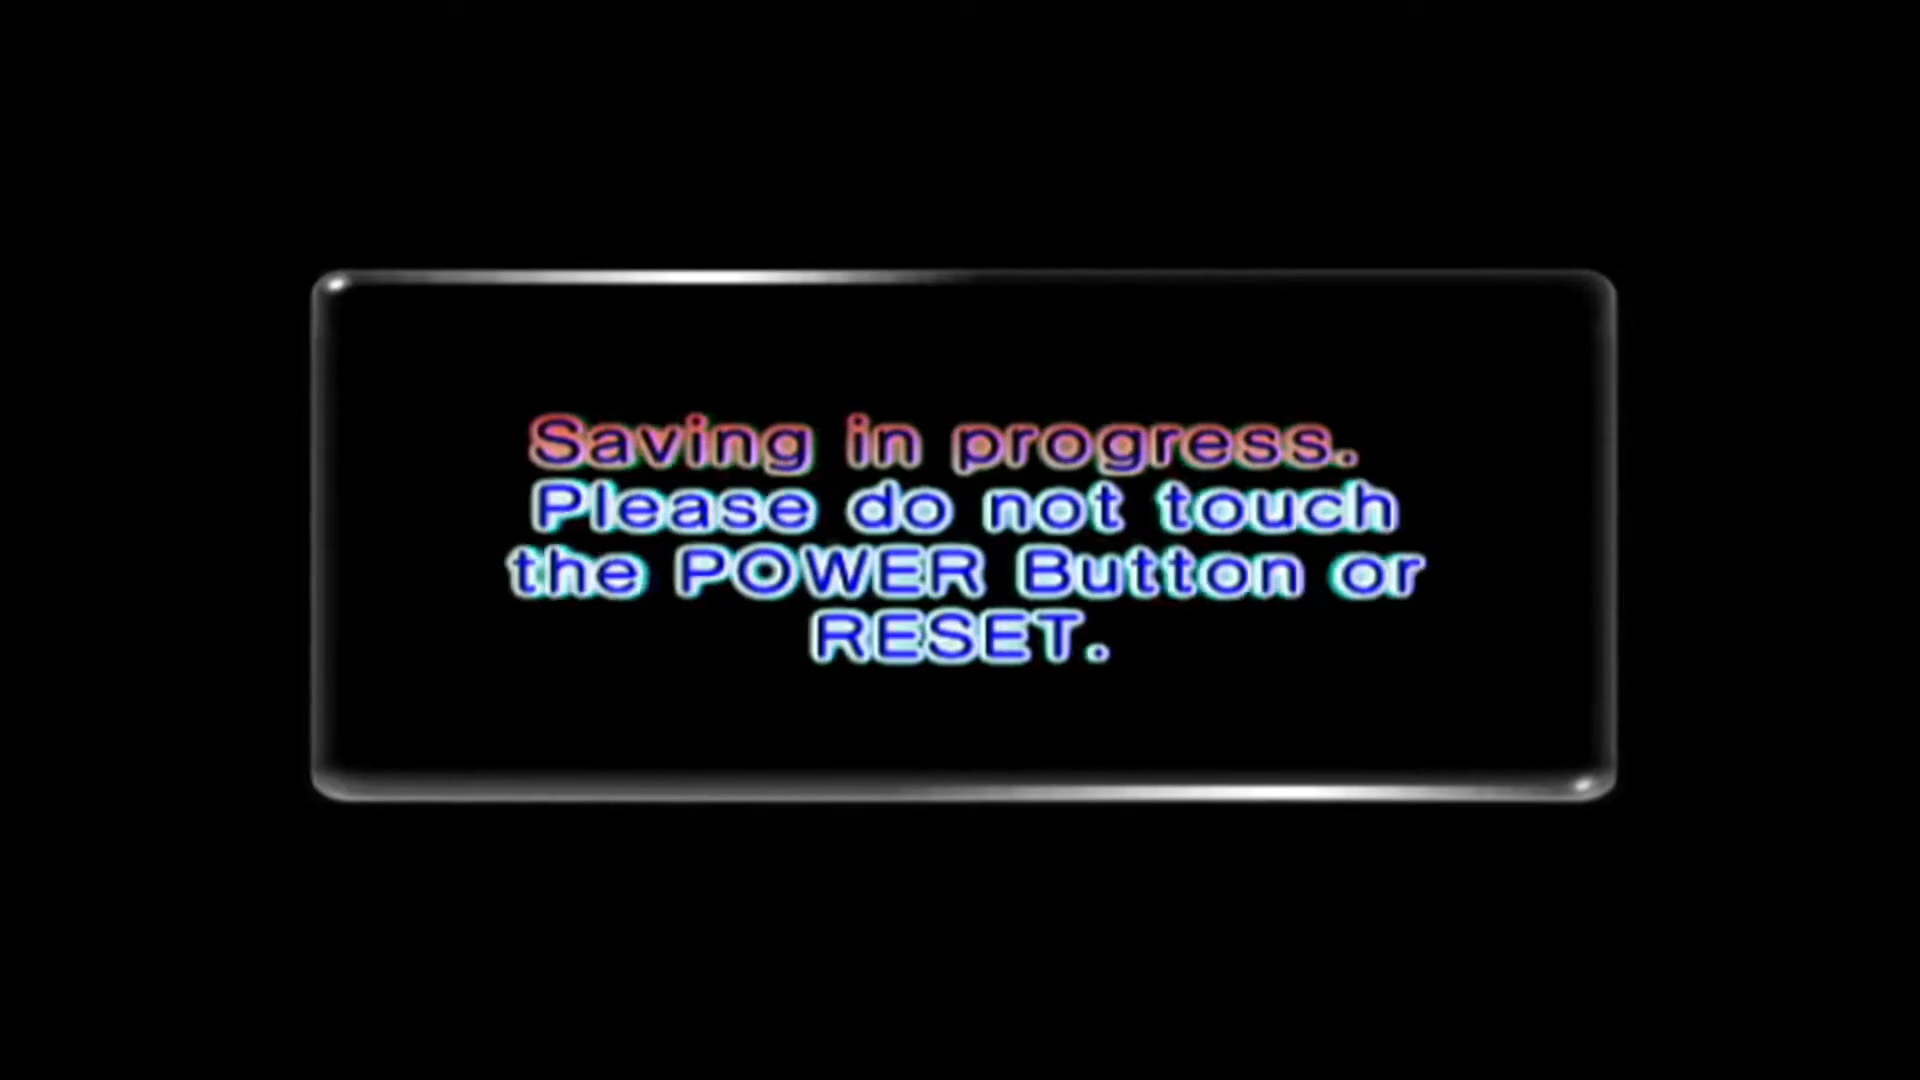 Saving in progress.
Please do not touch
the POWER Button or
RESET.